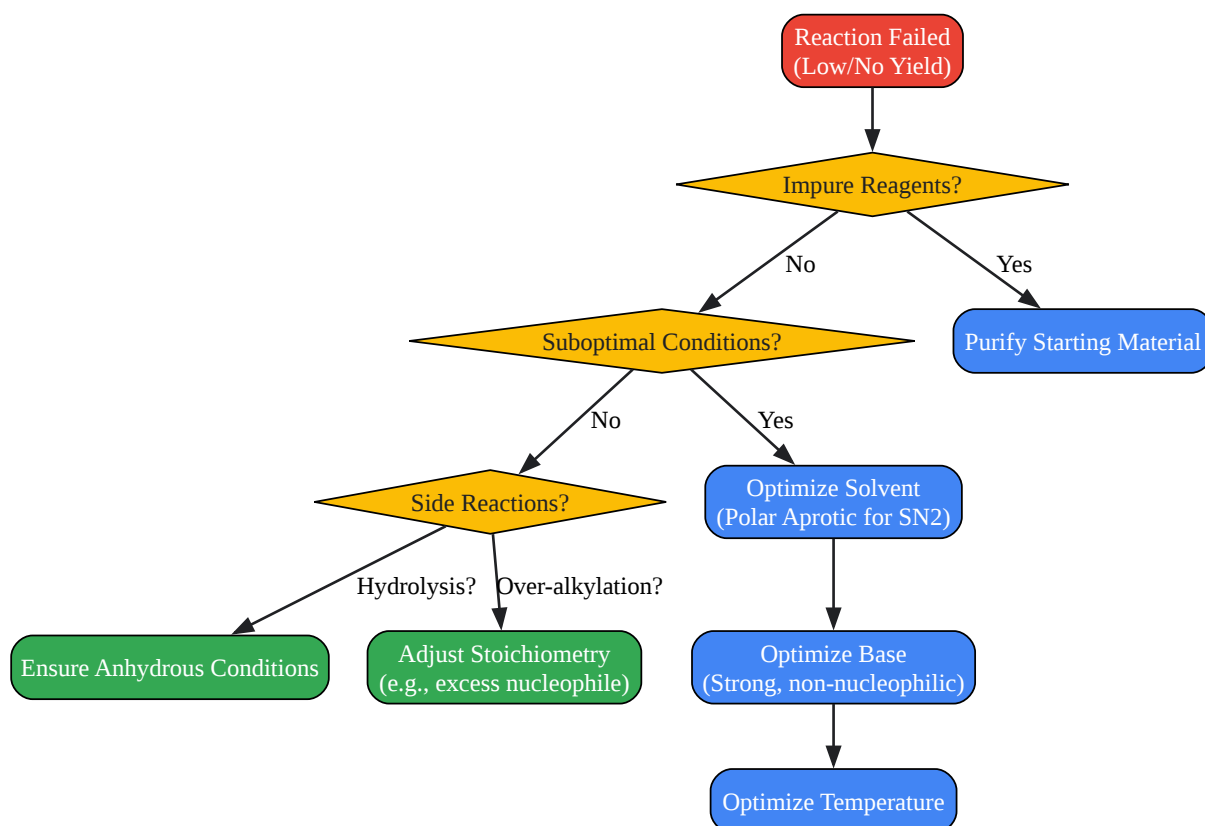 Reaction Failed
(Low/No Yield)
Impure Reagents?
No
Yes
Suboptimal Conditions?
Purify Starting Material
No
Yes
Side Reactions?
Optimize Solvent
(Polar Aprotic for SN2)
Hydrolysis?
Over-alkylation?
Ensure Anhydrous Conditions
Adjust Stoichiometry
(e.g., excess nucleophile)
Optimize Base
(Strong, non-nucleophilic)
Optimize Temperature